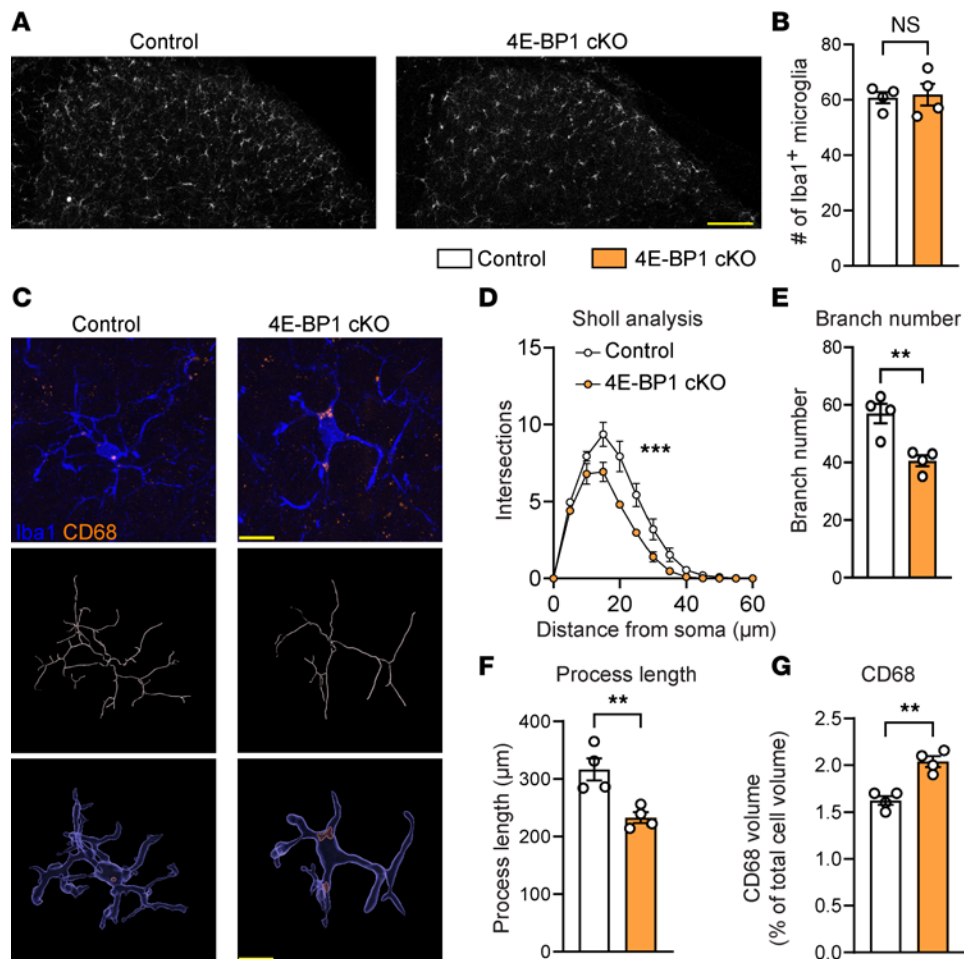 A
Control
4E-BP1 cKO
B
NS
# of Iba1+ microglia
80
60
40
20
0
Control
4E-BP1 cKO
C
Control
4E-BP1 cKO
Iba1 CD68
D
Sholl analysis
Control
4E-BP1 cKO
***
Intersections
15
10
5
0
0 20 40 60
Distance from soma (µm)
E
Branch number
**
Branch number
80
60
40
20
0
F
Process length
**
Process length (µm)
400
300
200
100
0
G
CD68
**
CD68 volume
(% of total cell volume)
2.5
2.0
1.5
1.0
0.5
0.0